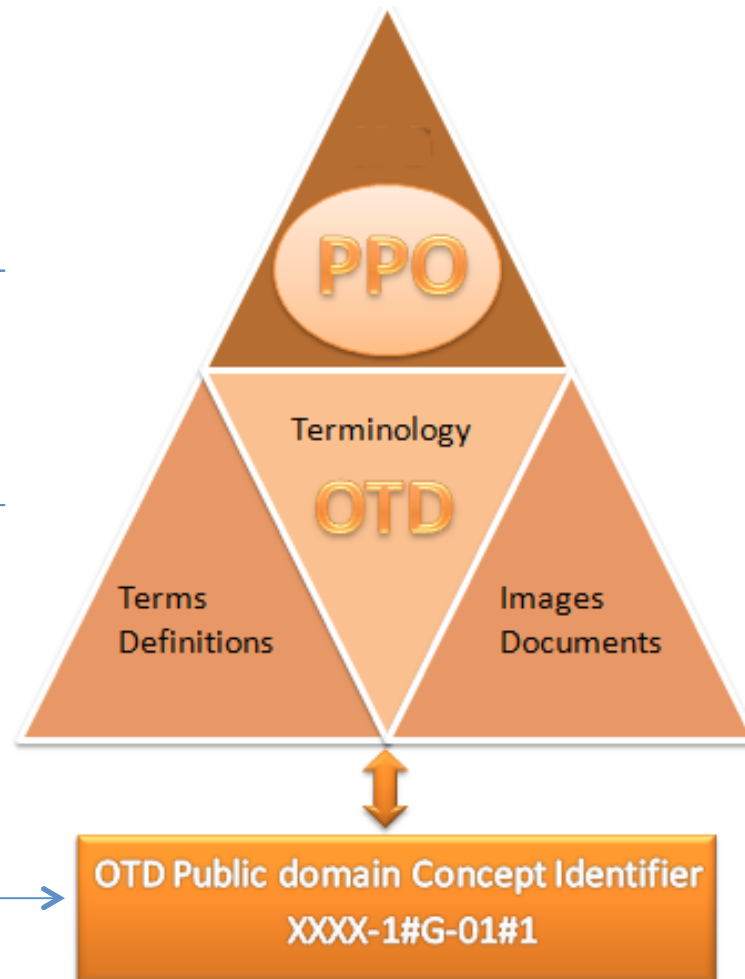 PPO
Terminology
OTD
Terms
Definitions
Images
Documents
OTD Public domain Concept Identifier
XXXX-1#G-01#1